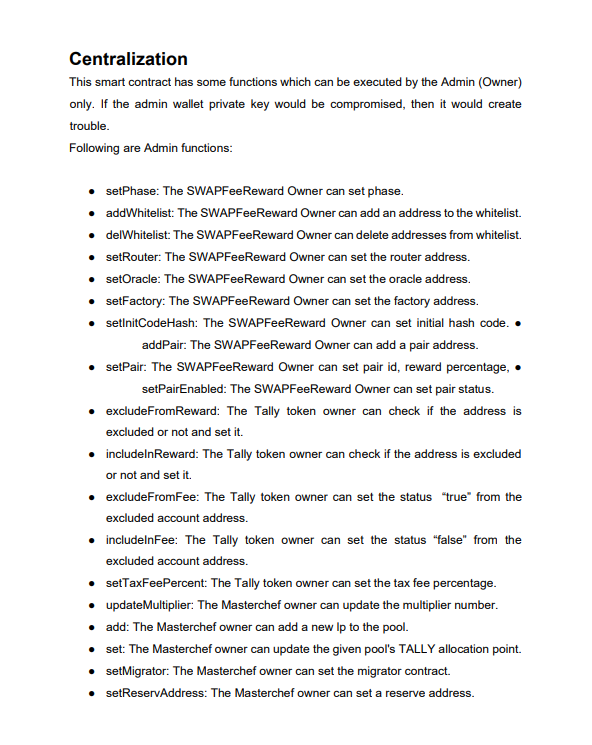 Centralization
This smart contract has some functions which can be executed by the Admin (Owner)
only. If the admin wallet private key would be compromised, then it would create
trouble.
Following are Admin functions:
● setPhase: The SWAPFeeReward Owner can set phase.
● addWhitelist: The SWAPFeeReward Owner can add an address to the whitelist.
● delWhitelist: The SWAPFeeReward Owner can delete addresses from whitelist.
● setRouter: The SWAPFeeReward Owner can set the router address.
● setOracle: The SWAPFeeReward Owner can set the oracle address.
● setFactory: The SWAPFeeReward Owner can set the factory address.
● setInitCodeHash: The SWAPFeeReward Owner can set initial hash code. ●
addPair: The SWAPFeeReward Owner can add a pair address.
● setPair: The SWAPFeeReward Owner can set pair id, reward percentage, ●
setPairEnabled: The SWAPFeeReward Owner can set pair status.
● excludeFromReward: The Tally token owner can check if the address is
excluded or not and set it.
● includeInReward: The Tally token owner can check if the address is excluded
or not and set it.
● excludeFromFee: The Tally token owner can set the status “true” from the
excluded account address.
● includeInFee: The Tally token owner can set the status “false” from the
excluded account address.
● setTaxFeePercent: The Tally token owner can set the tax fee percentage.
● updateMultiplier: The Masterchef owner can update the multiplier number.
● add: The Masterchef owner can add a new lp to the pool.
● set: The Masterchef owner can update the given pool's TALLY allocation point.
● setMigrator: The Masterchef owner can set the migrator contract.
● setReservAddress: The Masterchef owner can set a reserve address.